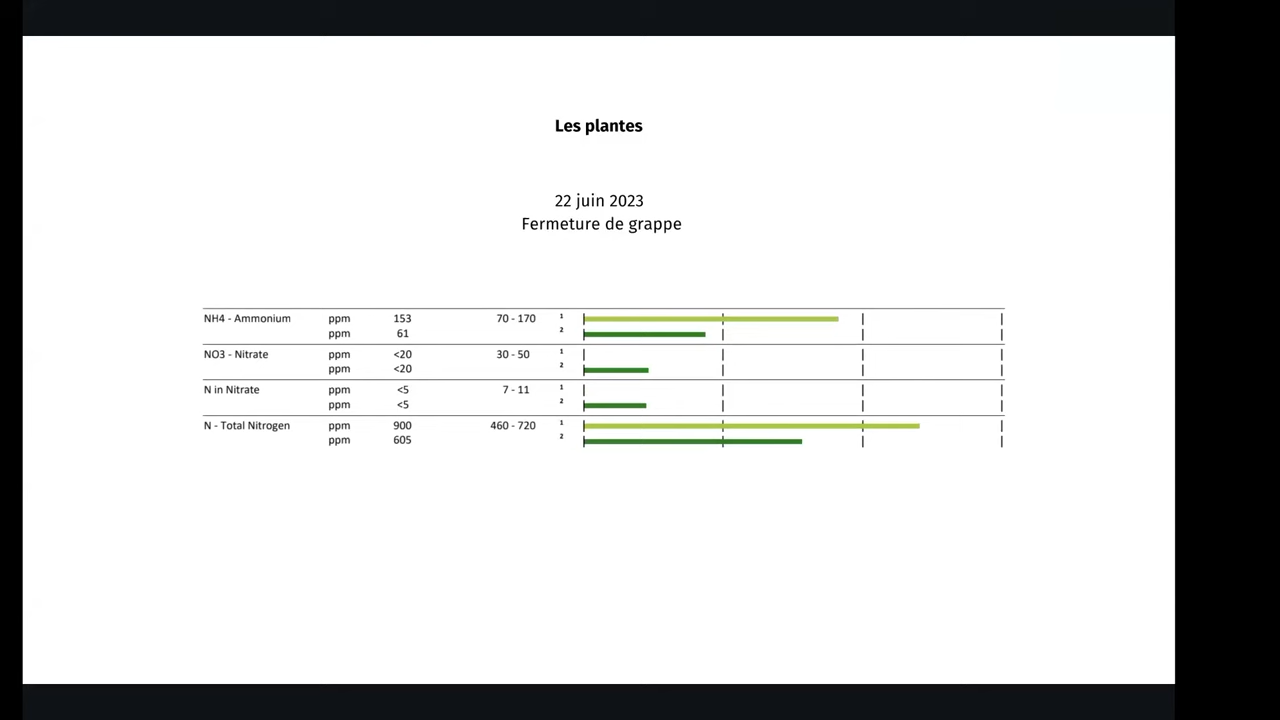 Les plantes
22 juin 2023
Fermeture de grappe
NH4 - Ammonium ppm 153 70 - 170 1
ppm 61 2
NO3 - Nitrate ppm <20 30 - 50 1
ppm <20 2
N in Nitrate ppm <5 7 - 11 1
ppm <5 2
N - Total Nitrogen ppm 900 460 - 720 1
ppm 605 2